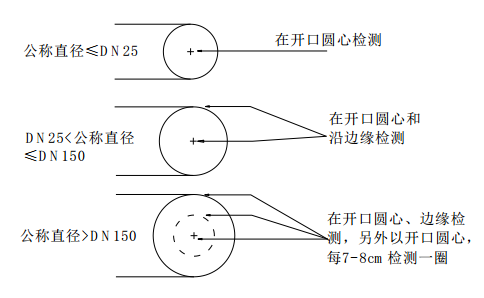 公称直径≤DN25
在开口圆心检测
DN25<公称直径
≤DN150
在开口圆心和
沿边缘检测
公称直径>DN150
在开口圆心、边缘检
测，另外以开口圆心，
每7-8cm 检测一圈